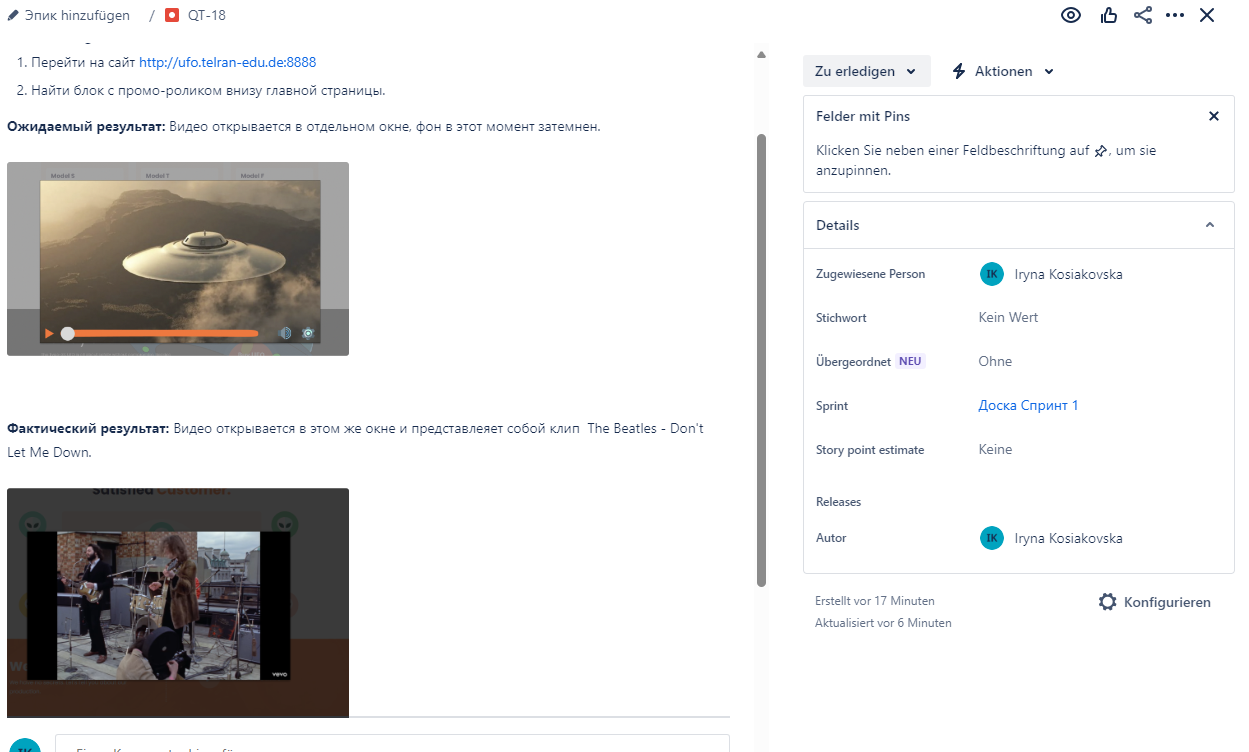 Эпик hinzufügen / QT-18
1. Перейти на сайт http://ufo.telran-edu.de:8888
2. Найти блок с промо-роликом внизу главной страницы.
Ожидаемый результат: Видео открывается в отдельном окне, фон в этот момент затемнен.
Model S Model T Model F
Фактический результат: Видео открывается в этом же окне и представляеят собой клип The Beatles - Don't
Let Me Down.
Satisfied Customer.
We
vevo
IK
Zu erledigen
Aktionen
Felder mit Pins
Klicken Sie neben einer Feldbeschriftung auf , um sie
anzupinnen.
Details
Zugewiesene Person IK Iryna Kosiakovska
Stichwort Kein Wert
Übergeordnet NEU Ohne
Sprint Доска Спринт 1
Story point estimate Keine
Releases
Autor IK Iryna Kosiakovska
Erstellt vor 17 Minuten
Aktualisiert vor 6 Minuten
Konfigurieren